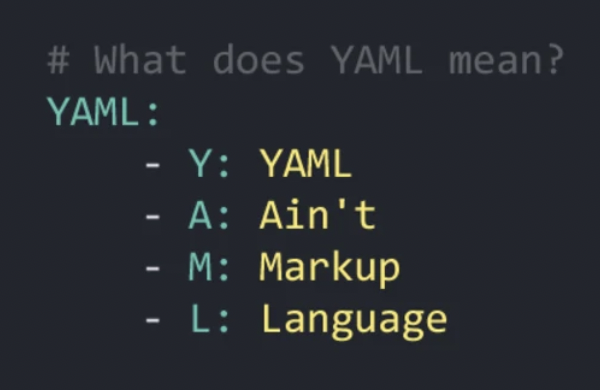 # What does YAML mean?
YAML:
- Y: YAML
- A: Ain't
- M: Markup
- L: Language